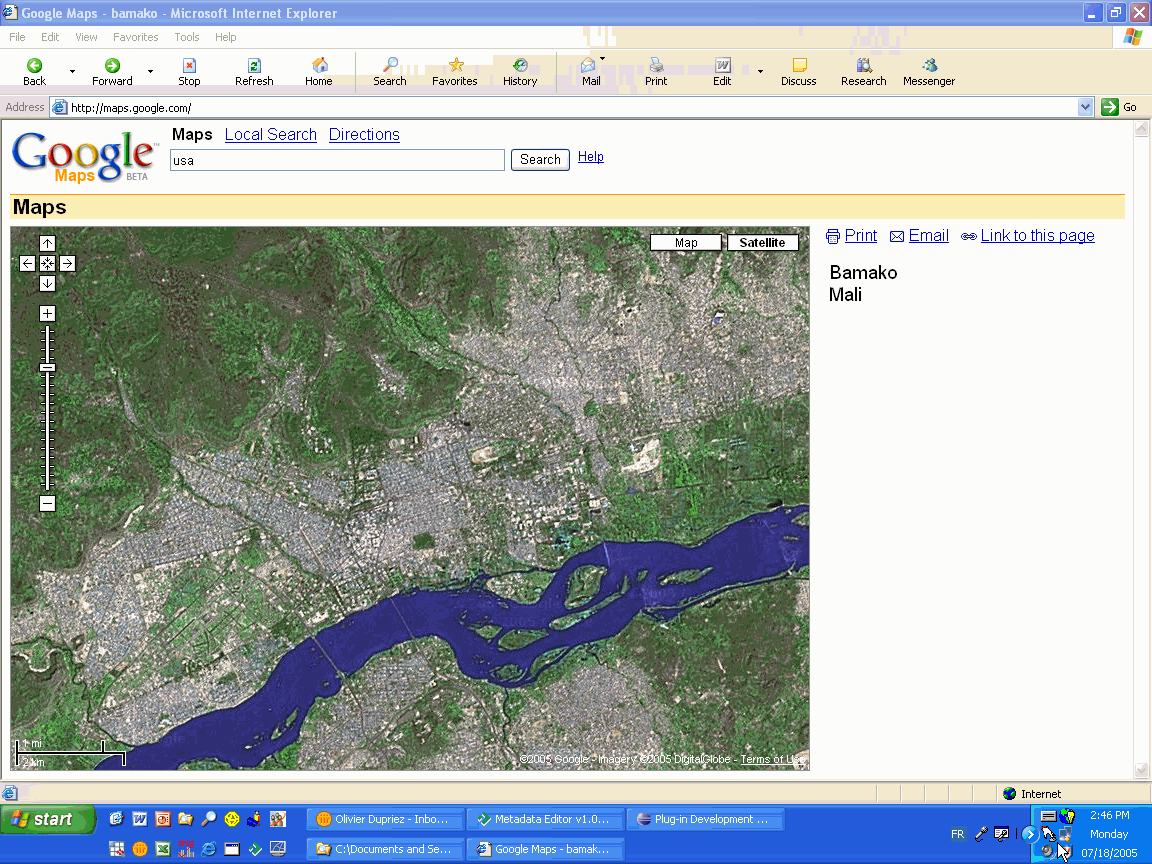 Google Maps - bamako - Microsoft Internet Explorer
File Edit View Favorites Tools Help
Back Forward Stop Refresh Home Search Favorites History Mail Print Edit Discuss Research Messenger
Address http://maps.google.com/ Go
Maps Local Search Directions
Google Maps BETA
usa Search Help
Maps
Map Satellite
Print Email Link to this page
Bamako
Mali
1 mi
2 km
©2005 Google - Imagery ©2005 DigitalGlobe - Terms of Use
Internet
start
Olivier Dupriez - Inbo...
Metadata Editor v1.0...
Plug-in Development ...
C:\Documents and Se...
Google Maps - bamak...
FR
2:46 PM
Monday
07/18/2005